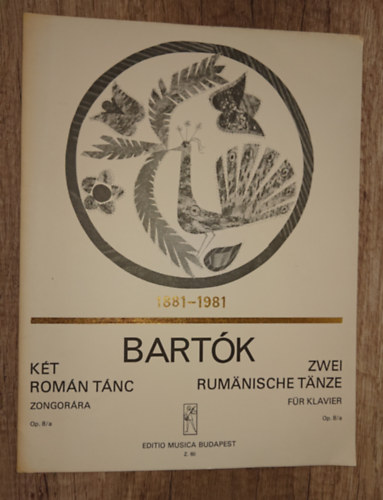 1881-1981
BARTÓK
KÉT
ROMÁN TÁNC
ZONGORÁRA
Op. 8/a
ZWEI
RUMÄNISCHE TÄNZE
FÜR KLAVIER
Op. 8/a
EDITIO MUSICA BUDAPEST